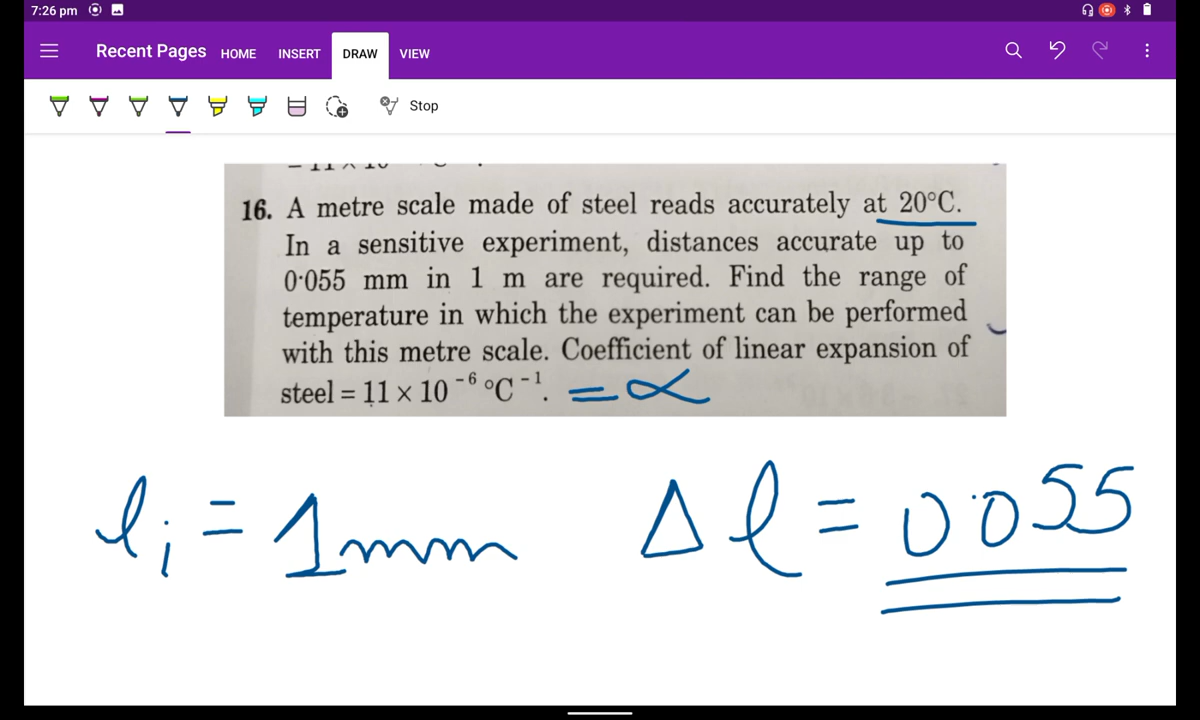 7:26 pm
Recent Pages HOME INSERT DRAW VIEW
Stop
16. A metre scale made of steel reads accurately at 20°C.
In a sensitive experiment, distances accurate up to
0·055 mm in 1 m are required. Find the range of
temperature in which the experiment can be performed
with this metre scale. Coefficient of linear expansion of
steel = 11 × 10⁻⁶ °C⁻¹. = α
lᵢ = 1mm Δl = 0.055